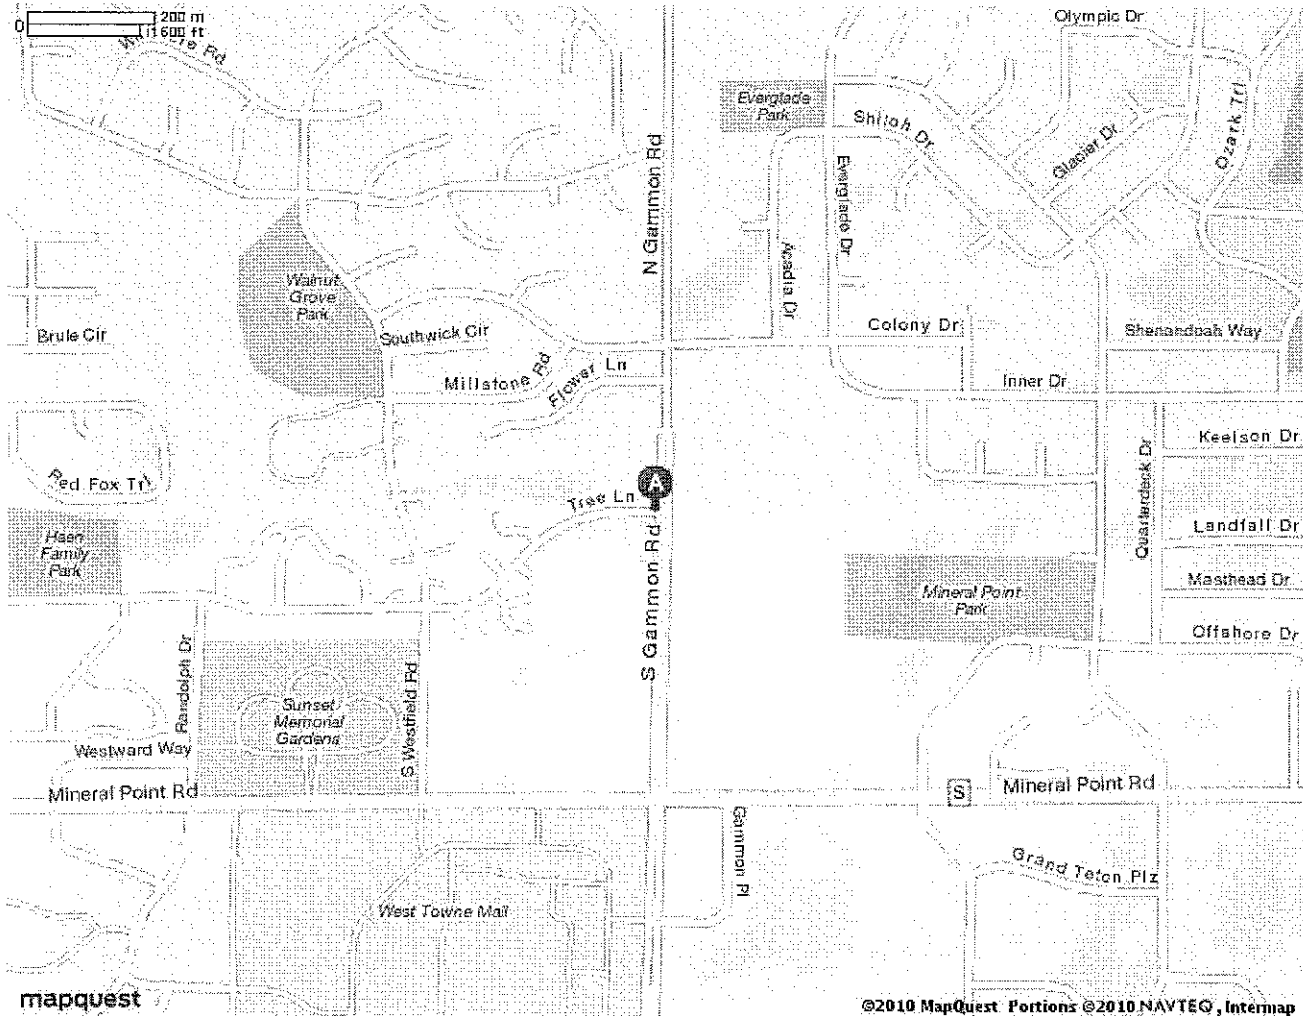 0
200 m
600 ft
Rd
Olympic Dr
Everglade
Park
Shiloh Dr
Glacier Dr
Ozark Trl
N Gammon Rd
Everglade Dr
Acadia Dr
Walnut
Grove
Park
Brule Cir
Southwick Cir
Colony Dr
Shenandoah Way
Millstone Rd
Flower Ln
Inner Dr
Keelson Dr
Quarterdeck Dr
Red Fox Trl
A
Tree Ln
Landfall Dr
Haen
Family
Park
S Gammon Rd
Masthead Dr
Mineral Point
Park
Offshore Dr
Randolph Dr
S Westfield Rd
Sunset
Memorial
Gardens
Westward Way
Mineral Point Rd
S
Mineral Point Rd
Gammon Pl
Grand Teton Plz
West Towne Mall
mapquest
©2010 MapQuest Portions ©2010 NAVTEQ, Intermap